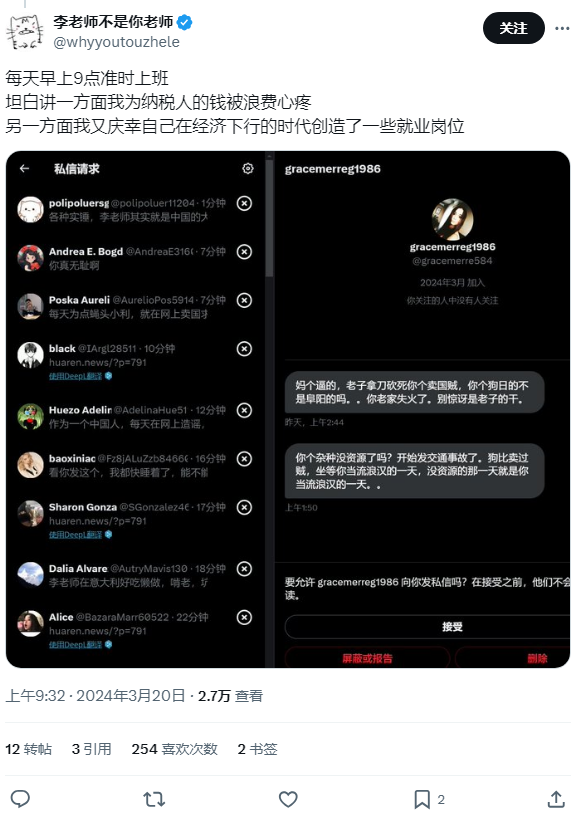 李老师不是你老师
@whyyoutouzhele
关注
每天早上9点准时上班
坦白讲一方面我为纳税人的钱被浪费心疼
另一方面我又庆幸自己在经济下行的时代创造了一些就业岗位
私信请求
polipoluersg @polipoluer11204 · 1分钟
各种实锤，李老师其实就是中国的大
Andrea E. Bogd @AndreaE316 · 7分钟
你真无耻啊
Poska Aureli @AurelioPos5914 · 7分钟
每天为点蝇头小利，就在网上卖国求
black @IArgl28511 · 10分钟
huaren.news/?p=791
使用DeepL翻译
Huezo Adelin @AdelinaHue51 · 12分钟
作为一个中国人，每天在网上造谣，
baoxiniac @Fz8jALuZzb8466 · 16分钟
看你发这个，我都快睡着了，能不能
Sharon Gonza @SGonzalez4 · 17分钟
huaren.news/?p=791
使用DeepL翻译
Dalia Alvare @AutryMavis130 · 18分钟
李老师在意大利好吃懒做，啃老，
Alice @BazaraMarr60522 · 22分钟
huaren.news/?p=791
使用DeepL翻译
gracemerreg1986
gracemerreg1986
@gracemerre584
2024年3月 加入
你关注的人中没有人关注
妈个逼的，老子拿刀砍死你个卖国贼，你个狗日的不
是阜阳的吗。。你老家失火了。别惊讶是老子的干。
昨天，上午2:44
你个杂种没资源了吗？开始发交通事故了。狗比卖过
贼，坐等你当流浪汉的一天，没资源的那一天就是你
当流浪汉的一天。。
上午1:50
要允许 gracemerreg1986 向你发私信吗？在接受之前，他们不会
读。
接受
屏蔽或报告
删除
上午9:32 · 2024年3月20日 · 2.7万 查看
12 转帖 3 引用 254 喜欢次数 2 书签
2